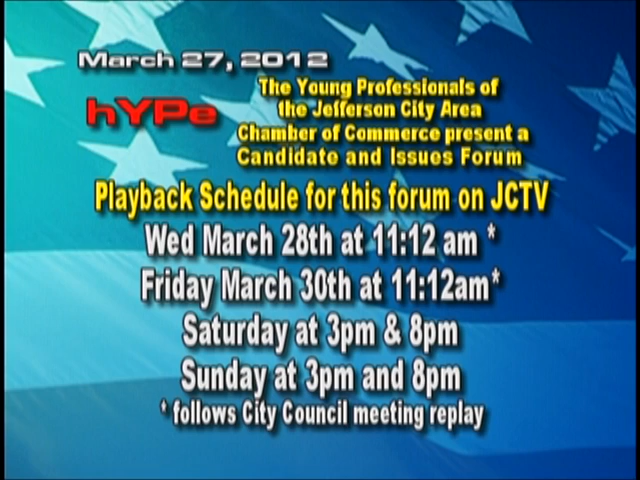 March 27, 2012
hYPe
The Young Professionals of
the Jefferson City Area
Chamber of Commerce present a
Candidate and Issues Forum
Playback Schedule for this forum on JCTV
Wed March 28th at 11:12 am *
Friday March 30th at 11:12am*
Saturday at 3pm & 8pm
Sunday at 3pm and 8pm
* follows City Council meeting replay